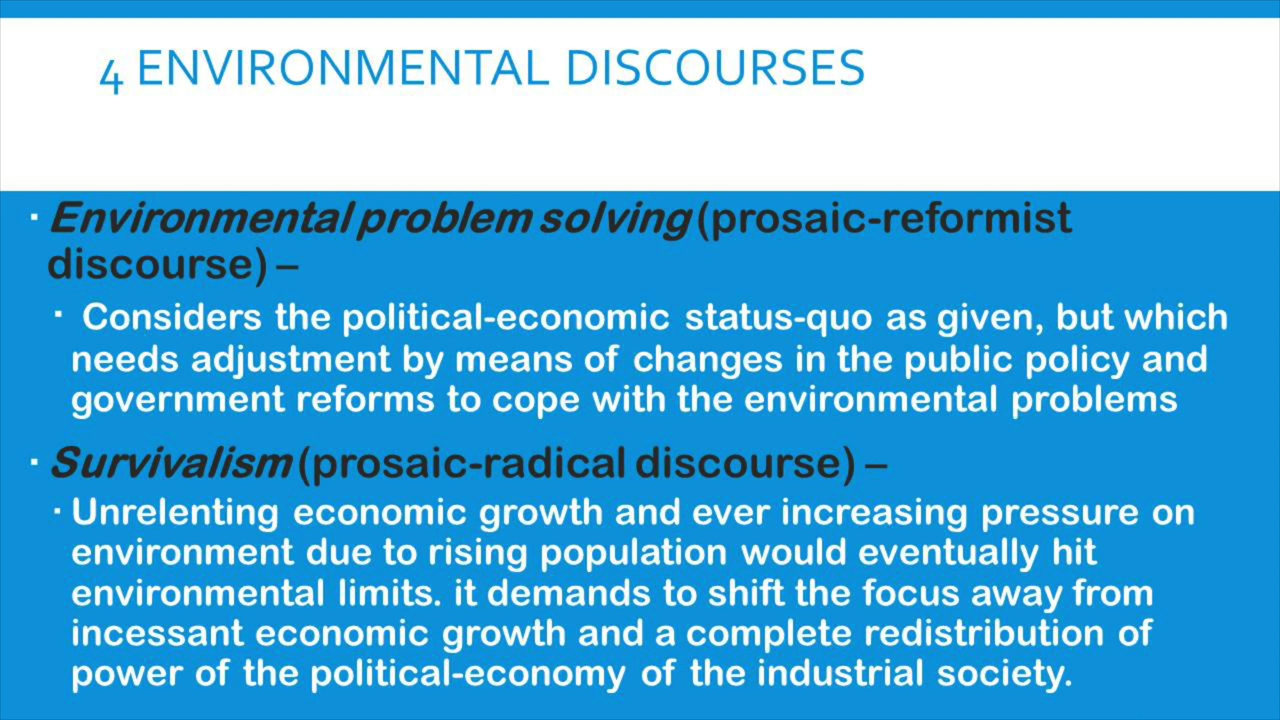 4 ENVIRONMENTAL DISCOURSES
▪ Environmental problem solving (prosaic-reformist
discourse) –
▪ Considers the political-economic status-quo as given, but which
needs adjustment by means of changes in the public policy and
government reforms to cope with the environmental problems
▪ Survivalism (prosaic-radical discourse) –
▪ Unrelenting economic growth and ever increasing pressure on
environment due to rising population would eventually hit
environmental limits. it demands to shift the focus away from
incessant economic growth and a complete redistribution of
power of the political-economy of the industrial society.